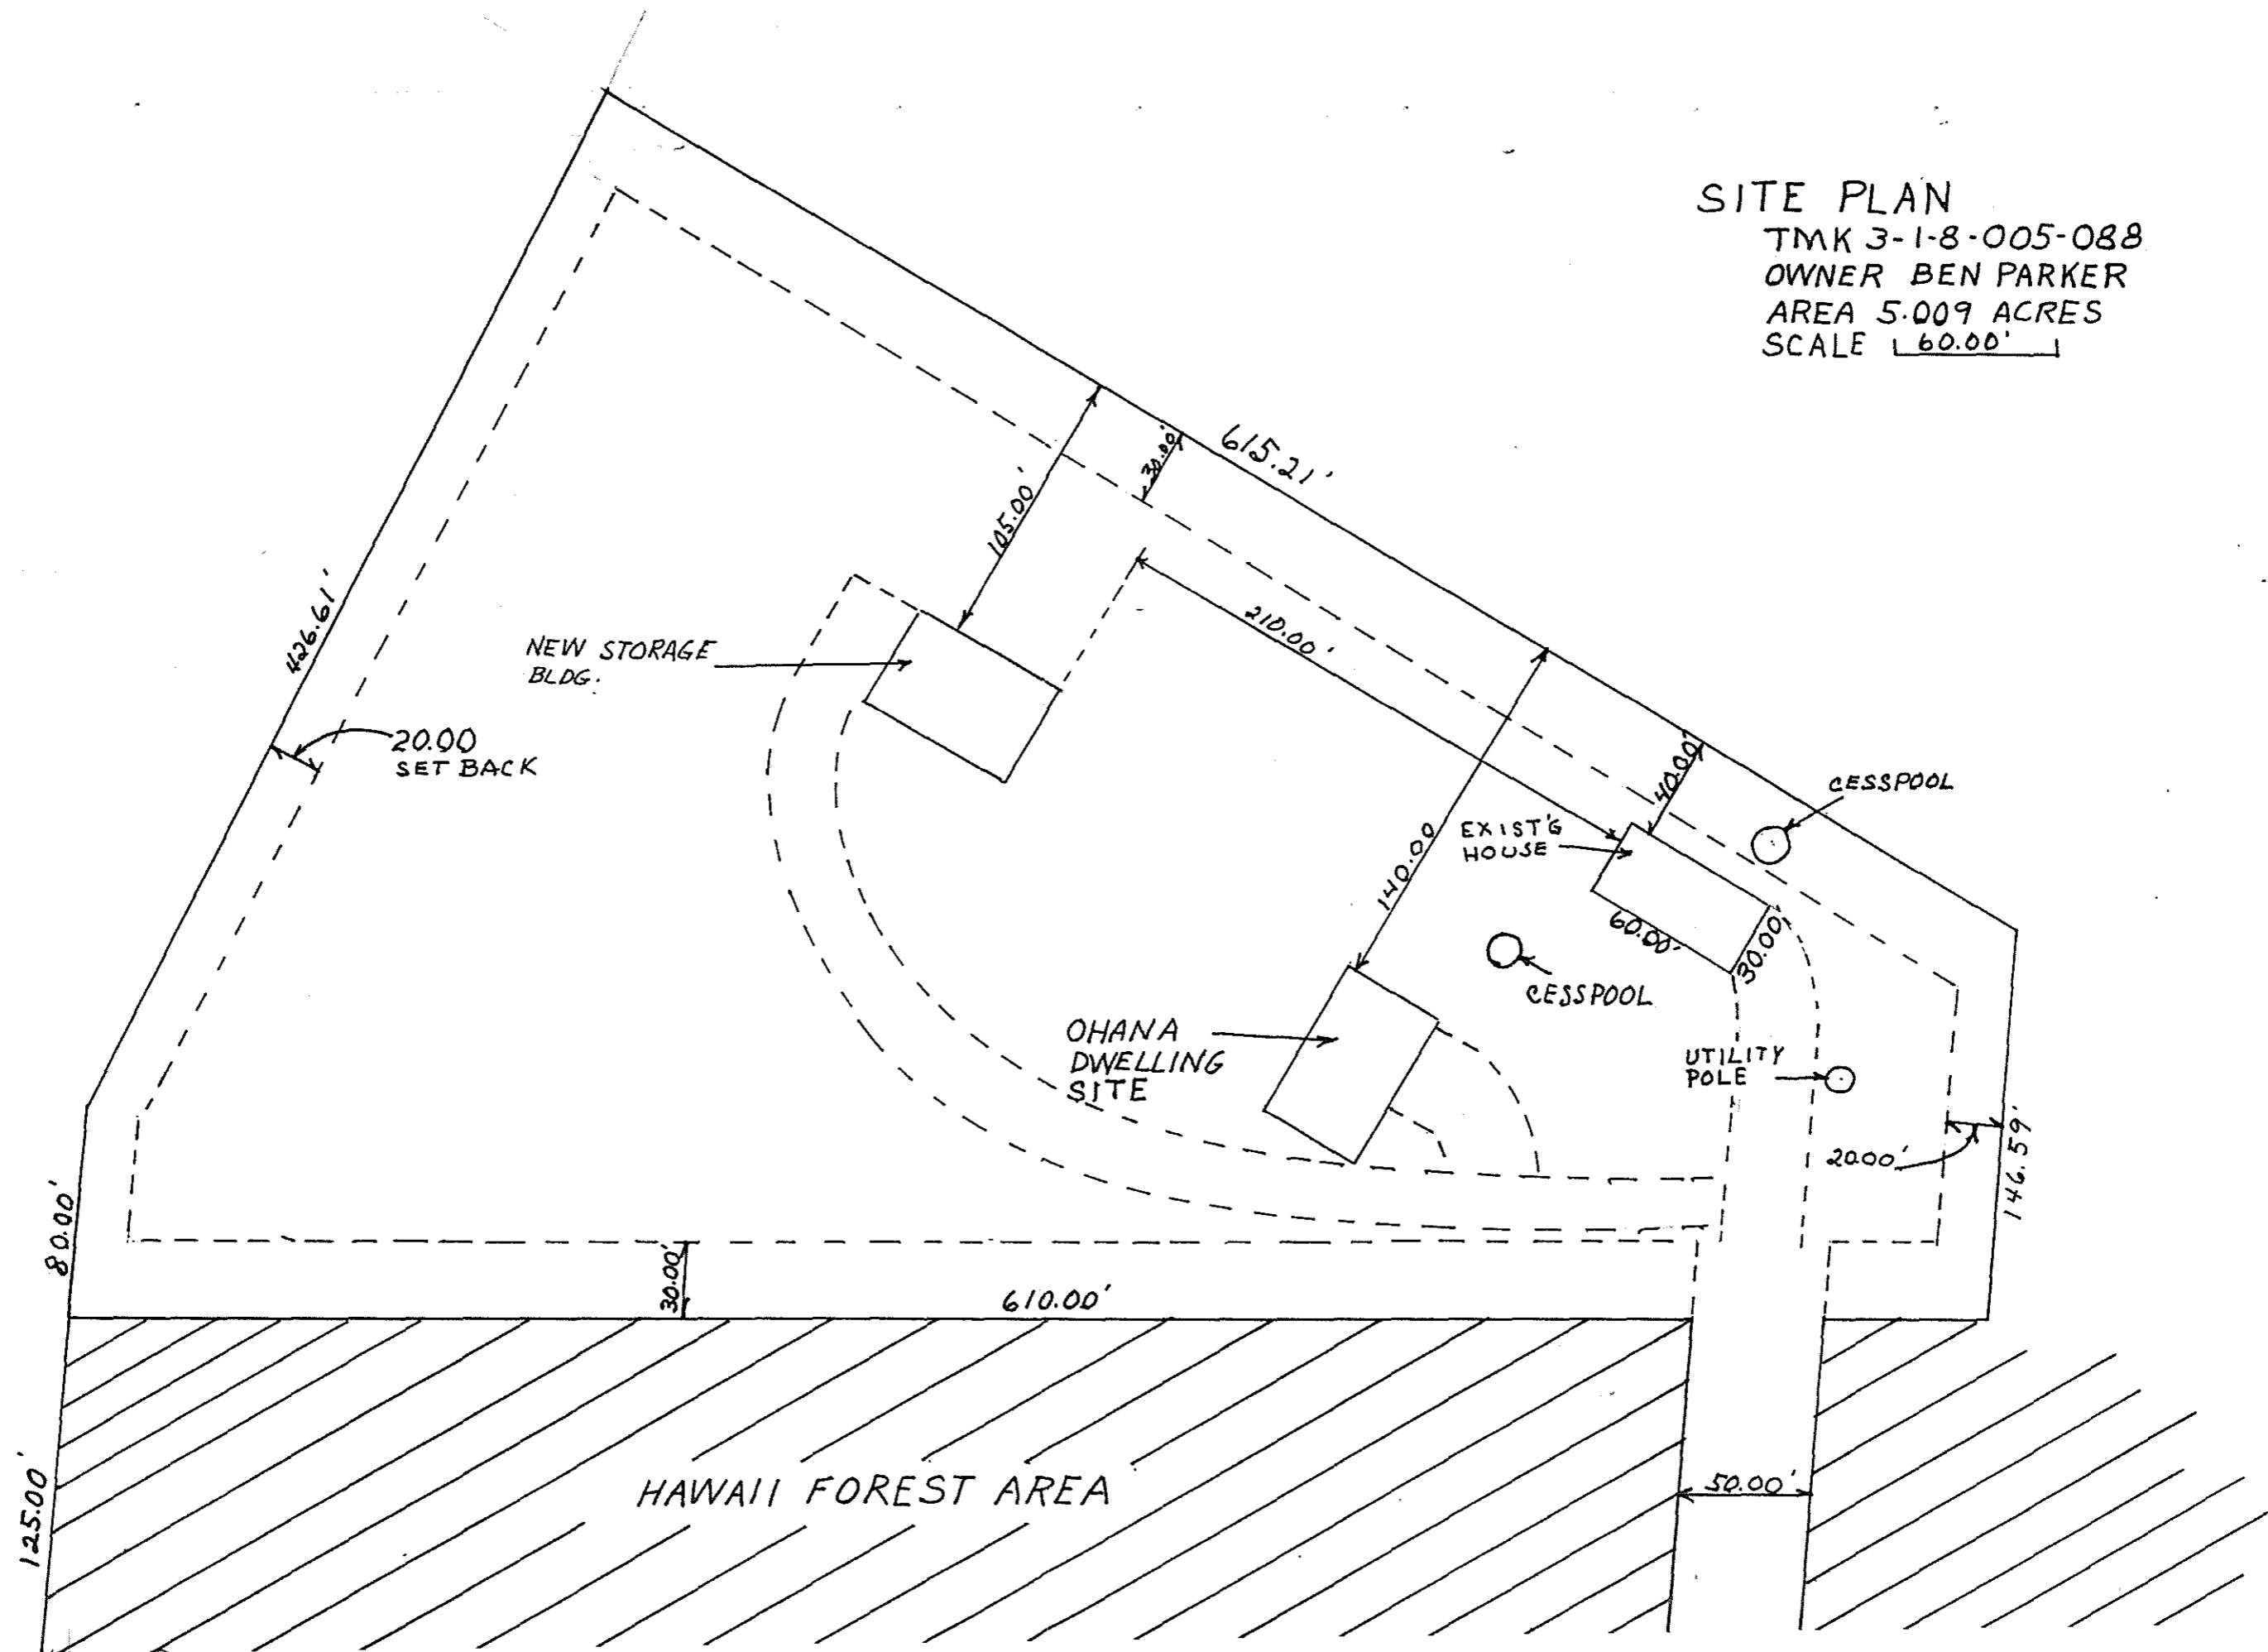 SITE PLAN
TMK 3-1-8-005-088
OWNER BEN PARKER
AREA 5.009 ACRES
SCALE 60.00'
615.21'
30.00'
105.00'
426.61'
210.00'
NEW STORAGE
BLDG.
20.00
SET BACK
40.00'
CESSPOOL
EXIST'G
HOUSE
140.00
60.00'
30.00'
CESSPOOL
OHANA
DWELLING
SITE
UTILITY
POLE
20.00'
146.59'
80.00'
30.00'
610.00'
HAWAII FOREST AREA
50.00'
125.00'